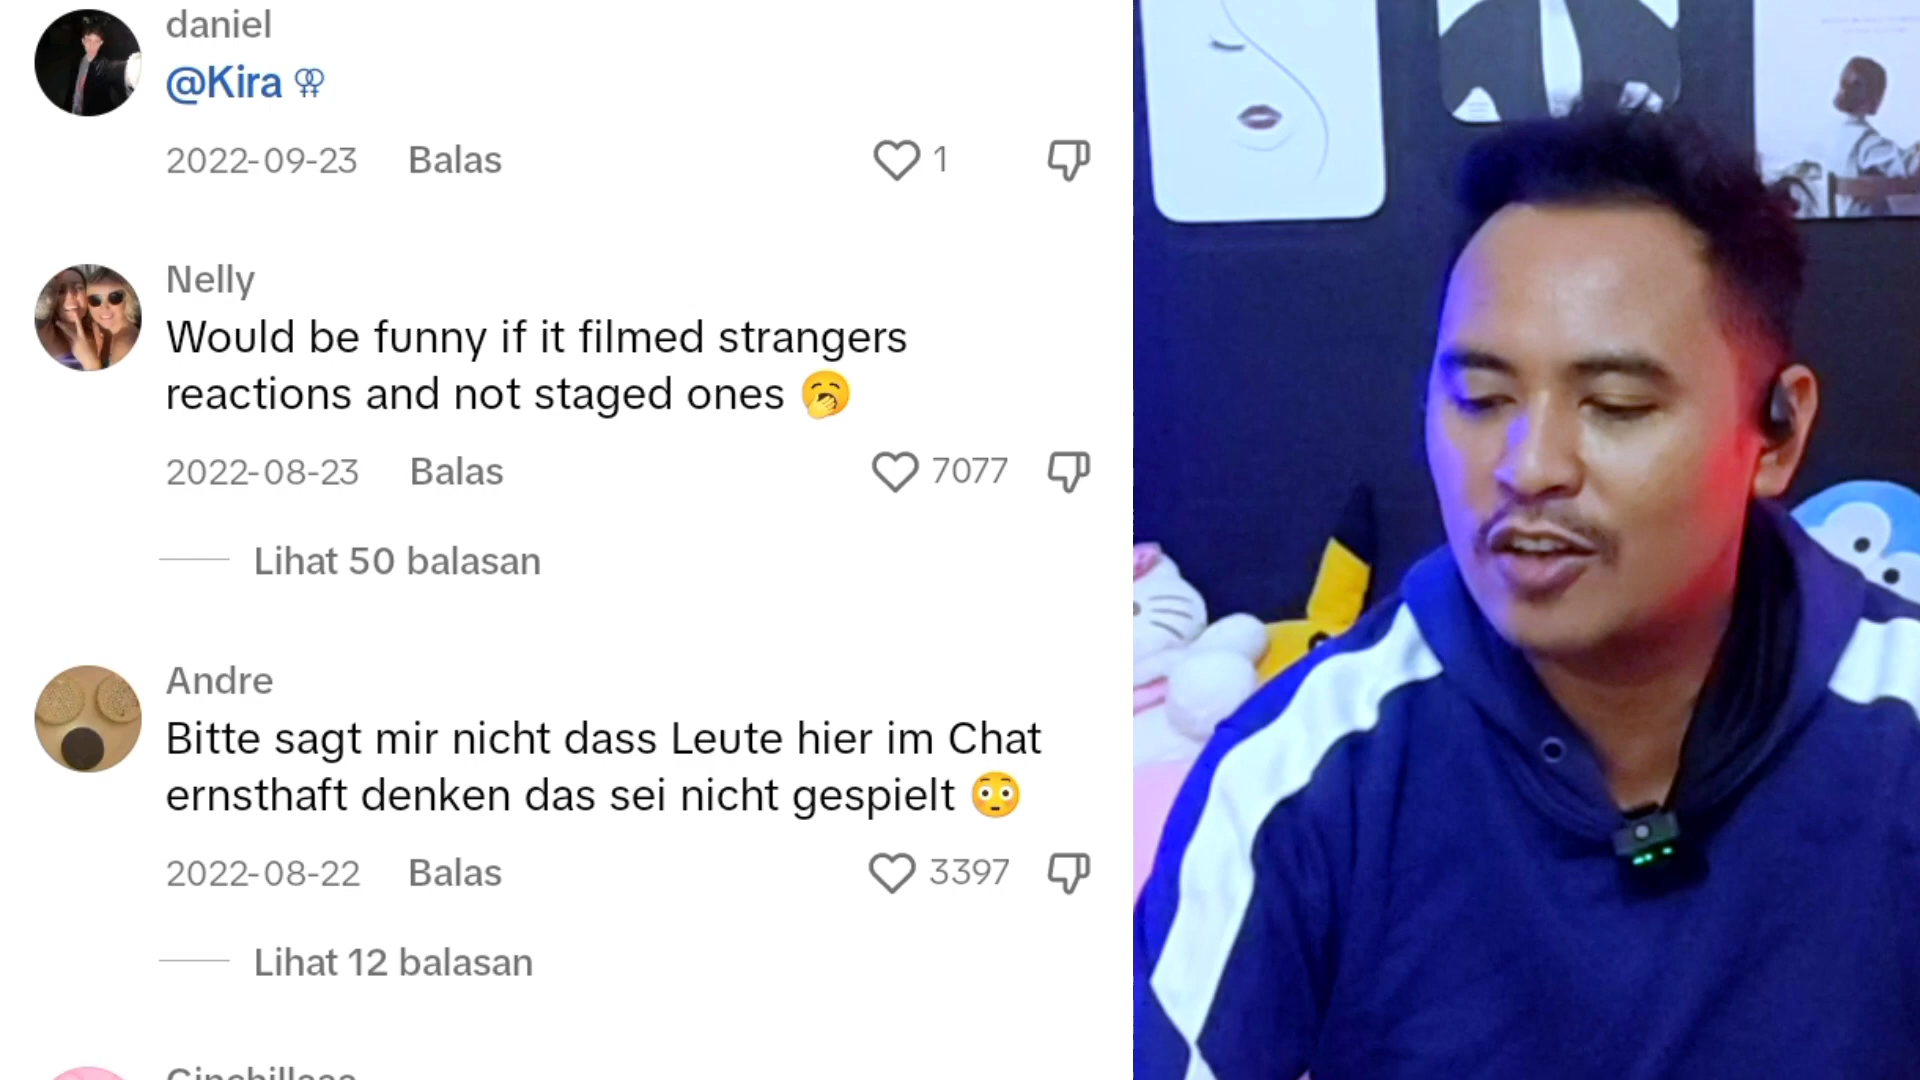 daniel
@Kira ⚢
2022-09-23 Balas 1
Nelly
Would be funny if it filmed strangers
reactions and not staged ones 🥱
2022-08-23 Balas 7077
Lihat 50 balasan
Andre
Bitte sagt mir nicht dass Leute hier im Chat
ernsthaft denken das sei nicht gespielt 😳
2022-08-22 Balas 3397
Lihat 12 balasan